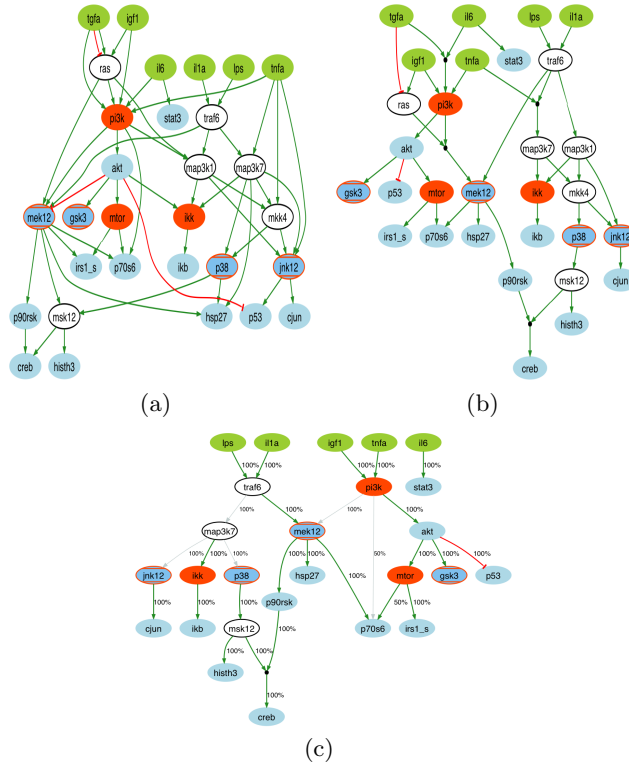 tgfa igf1
ras il6 il1a lps tnfa
pi3k stat3 traf6
akt map3k1 map3k7
mek12 gsk3 mtor ikk mkk4
irs1_s p70s6 ikb p38 jnk12
p90rsk msk12 hsp27 p53 cjun
creb histh3
(a)
tgfa il6 lps il1a
stat3 traf6
igf1 tnfa
ras pi3k
akt map3k7 map3k1
gsk3 p53 mtor mek12 ikk mkk4
irs1_s p70s6 hsp27 ikb p38 jnk12
p90rsk msk12 cjun
histh3
creb
(b)
lps il1a igf1 tnfa il6
100% 100% 100% 100% 100%
traf6 pi3k stat3
100% 100% 100% 100%
map3k7 mek12 akt
100% 100% 100% 100% 100% 50% 100% 100% 100%
jnk12 ikk p38 hsp27 mtor gsk3 p53
100% 100% 100% 100% 50% 100%
p90rsk
cjun ikb msk12 p70s6 irs1_s
100% 100% 100%
histh3
100%
creb
(c)